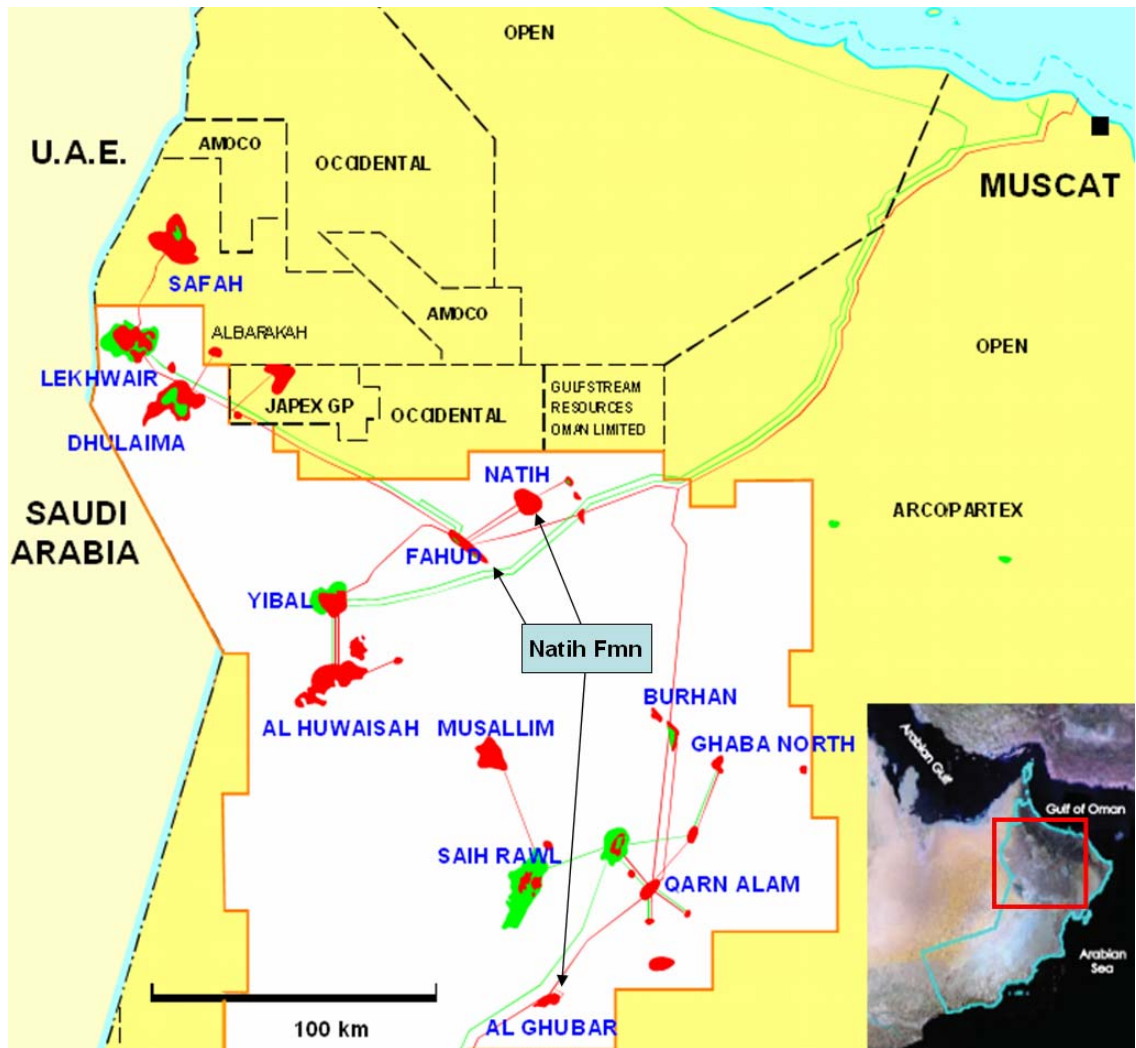 OPEN
U.A.E.
AMOCO
OCCIDENTAL
MUSCAT
SAFAH
AMOCO
ALBARAKAH
OPEN
LEKHWAIR
JAPEX GP
OCCIDENTAL
GULFSTREAM
RESOURCES
OMAN LIMITED
DHULAIMA
NATIH
SAUDI
ARABIA
ARCO/PARTEX
FAHUD
YIBAL
Natih Fmn
BURHAN
AL HUWAISAH
MUSALLIM
GHABA NORTH
Arabian Gulf
Gulf of Oman
SAIH RAWL
QARN ALAM
Arabian
Sea
100 km
AL GHUBAR